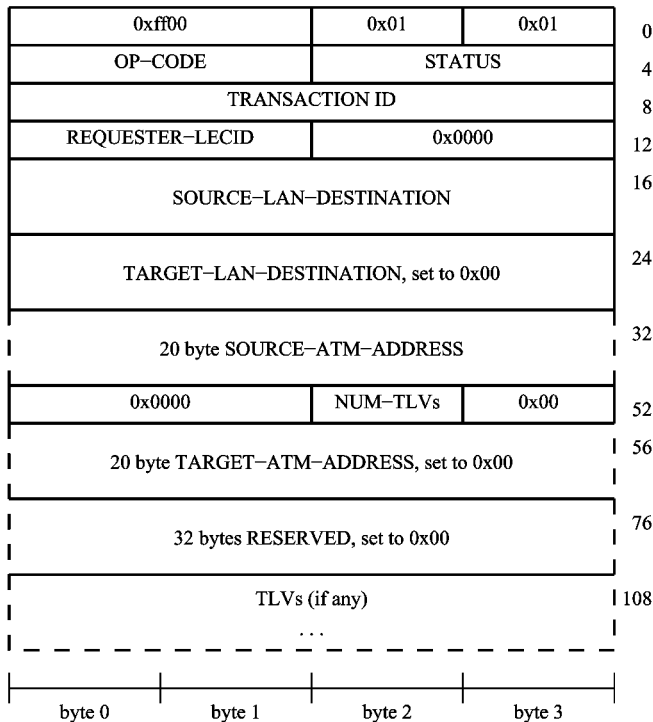 0xff00 0x01 0x01 0
OP−CODE STATUS 4
TRANSACTION ID 8
REQUESTER−LECID 0x0000 12
SOURCE−LAN−DESTINATION 16
TARGET−LAN−DESTINATION, set to 0x00 24
20 byte SOURCE−ATM−ADDRESS 32
0x0000 NUM−TLVs 0x00 52
20 byte TARGET−ATM−ADDRESS, set to 0x00 56
32 bytes RESERVED, set to 0x00 76
TLVs (if any) 108
...
byte 0 byte 1 byte 2 byte 3